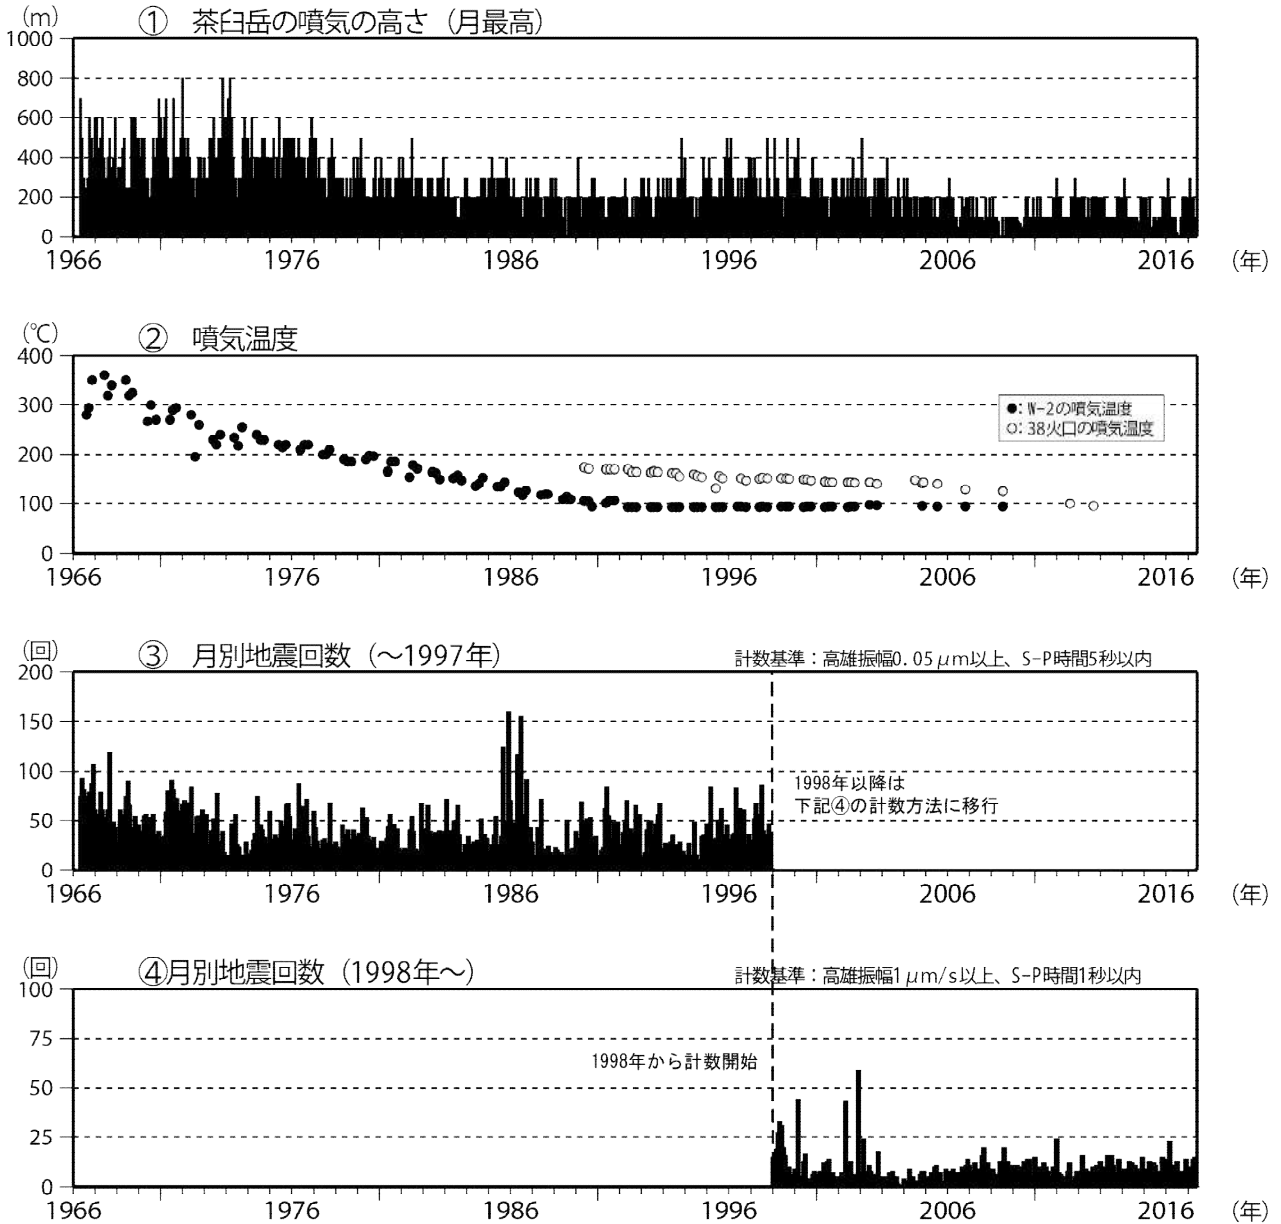 (m)
① 茶臼岳の噴気の高さ（月最高）
1000
800
600
400
200
0
1966 1976 1986 1996 2006 2016 (年)
(℃)
② 噴気温度
400
300
200
100
0
●：W-2の噴気温度
○：38火口の噴気温度
1966 1976 1986 1996 2006 2016 (年)
(回)
③ 月別地震回数（～1997年）
計数基準：高雄振幅0.05μm以上、S-P時間5秒以内
200
150
100
50
0
1998年以降は
下記④の計数方法に移行
1966 1976 1986 1996 2006 2016 (年)
(回)
④月別地震回数（1998年～）
計数基準：高雄振幅1μm/s以上、S-P時間1秒以内
100
75
50
25
0
1998年から計数開始
1966 1976 1986 1996 2006 2016 (年)